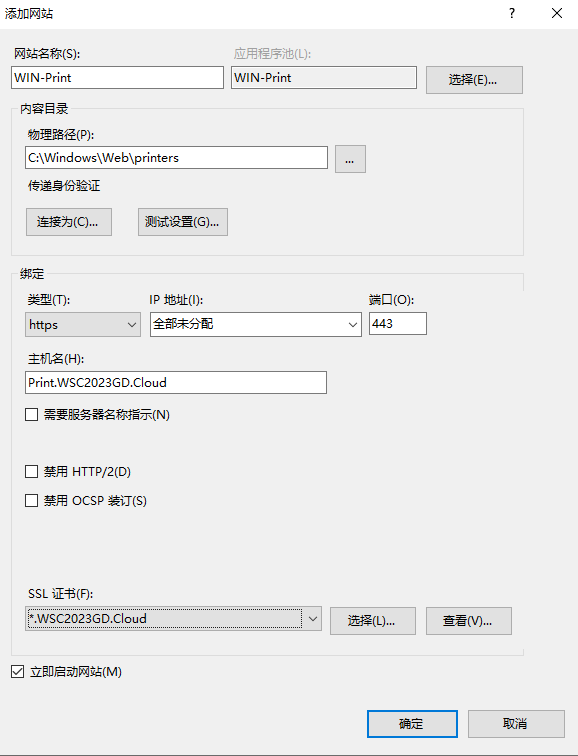 添加网站
?
网站名称(S):
应用程序池(L):
WIN-Print
WIN-Print
选择(E)...
内容目录
物理路径(P):
C:\Windows\Web\printers
...
传递身份验证
连接为(C)...
测试设置(G)...
绑定
类型(T):
IP 地址(I):
端口(O):
https
全部未分配
443
主机名(H):
Print.WSC2023GD.Cloud
需要服务器名称指示(N)
禁用 HTTP/2(D)
禁用 OCSP 装订(S)
SSL 证书(F):
*.WSC2023GD.Cloud
选择(L)...
查看(V)...
立即启动网站(M)
确定
取消